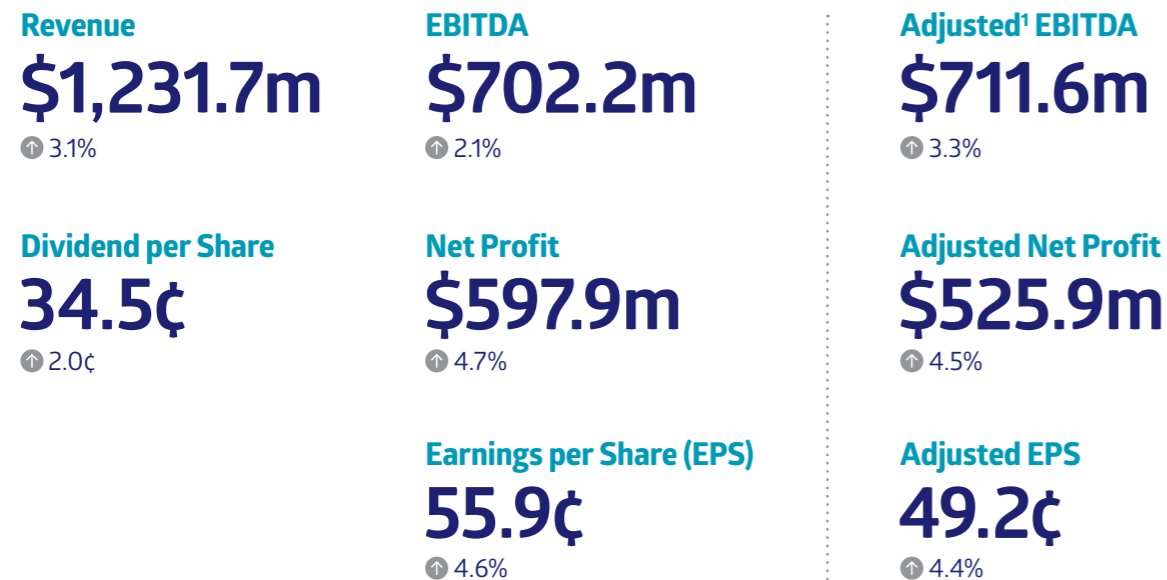 Revenue
$1,231.7m
↑ 3.1%
EBITDA
$702.2m
↑ 2.1%
Adjusted¹ EBITDA
$711.6m
↑ 3.3%
Dividend per Share
34.5¢
↑ 2.0¢
Net Profit
$597.9m
↑ 4.7%
Adjusted Net Profit
$525.9m
↑ 4.5%
Earnings per Share (EPS)
55.9¢
↑ 4.6%
Adjusted EPS
49.2¢
↑ 4.4%